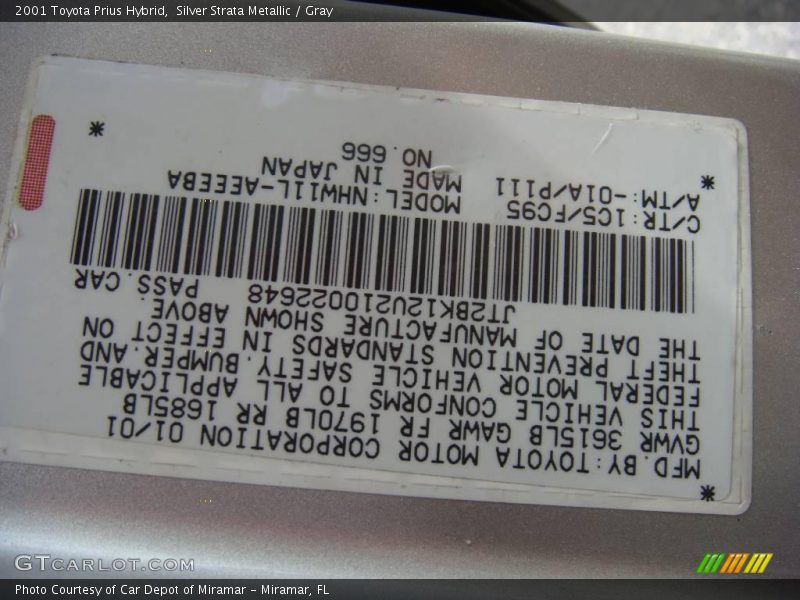 2001 Toyota Prius Hybrid, Silver Strata Metallic / Gray
MFD.BY:TOYOTA MOTOR CORPORATION 01/01
GVWR 3615LB GAWR FR 1970LB RR 1685LB
THIS VEHICLE CONFORMS TO ALL APPLICABLE
FEDERAL MOTOR VEHICLE SAFETY,BUMPER,AND
THEFT PREVENTION STANDARDS IN EFFECT ON
THE DATE OF MANUFACTURE SHOWN ABOVE.
JT2BK12U210022648 PASS.CAR
C/TR:1C5/FC95 MODEL:NHW11L-AEEEBA
A/TM:-01A/P111 MADE IN JAPAN
NO.666
GTCARLOT.COM
Photo Courtesy of Car Depot of Miramar - Miramar, FL